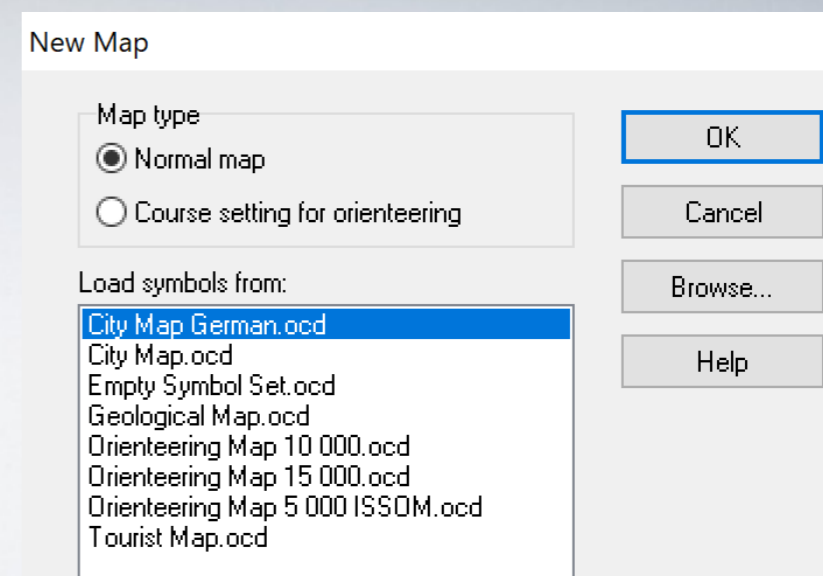 New Map
Map type
Normal map
Course setting for orienteering
OK
Cancel
Browse...
Help
Load symbols from:
City Map German.ocd
City Map.ocd
Empty Symbol Set.ocd
Geological Map.ocd
Orienteering Map 10 000.ocd
Orienteering Map 15 000.ocd
Orienteering Map 5 000 ISSOM.ocd
Tourist Map.ocd